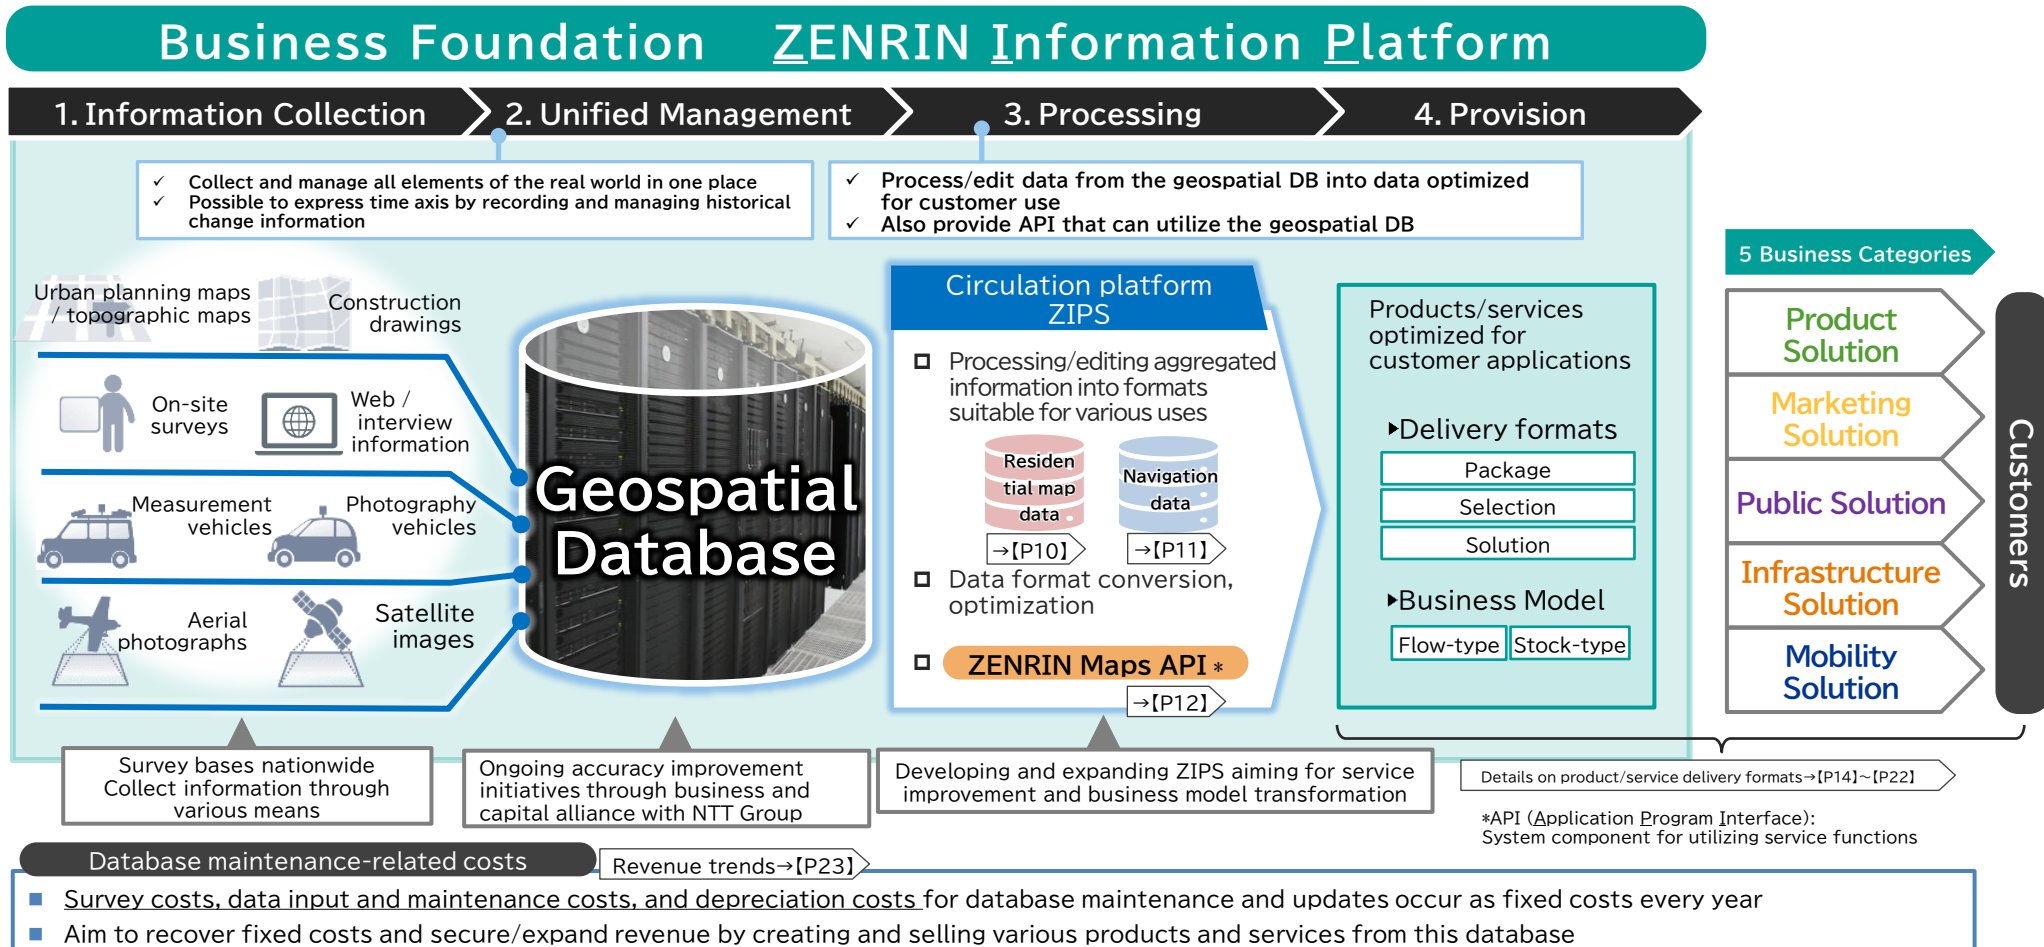 Business Foundation ZENRIN Information Platform
1. Information Collection
2. Unified Management
3. Processing
4. Provision
✓ Collect and manage all elements of the real world in one place
✓ Possible to express time axis by recording and managing historical
change information
✓ Process/edit data from the geospatial DB into data optimized
for customer use
✓ Also provide API that can utilize the geospatial DB
Urban planning maps
/ topographic maps
Construction
drawings
On-site
surveys
Web /
interview
information
Measurement
vehicles
Photography
vehicles
Aerial
photographs
Satellite
images
Geospatial
Database
Circulation platform
ZIPS
Processing/editing aggregated
information into formats
suitable for various uses
Residen
tial map
data
Navigation
data
→【P10】
→【P11】
Data format conversion,
optimization
ZENRIN Maps API *
→【P12】
Products/services
optimized for
customer applications
▶Delivery formats
Package
Selection
Solution
▶Business Model
Flow-type
Stock-type
5 Business Categories
Product
Solution
Marketing
Solution
Public Solution
Infrastructure
Solution
Mobility
Solution
Customers
Survey bases nationwide
Collect information through
various means
Ongoing accuracy improvement
initiatives through business and
capital alliance with NTT Group
Developing and expanding ZIPS aiming for service
improvement and business model transformation
Details on product/service delivery formats→【P14】~【P22】
*API (Application Program Interface):
System component for utilizing service functions
Database maintenance-related costs
Revenue trends→【P23】
■ Survey costs, data input and maintenance costs, and depreciation costs for database maintenance and updates occur as fixed costs every year
■ Aim to recover fixed costs and secure/expand revenue by creating and selling various products and services from this database